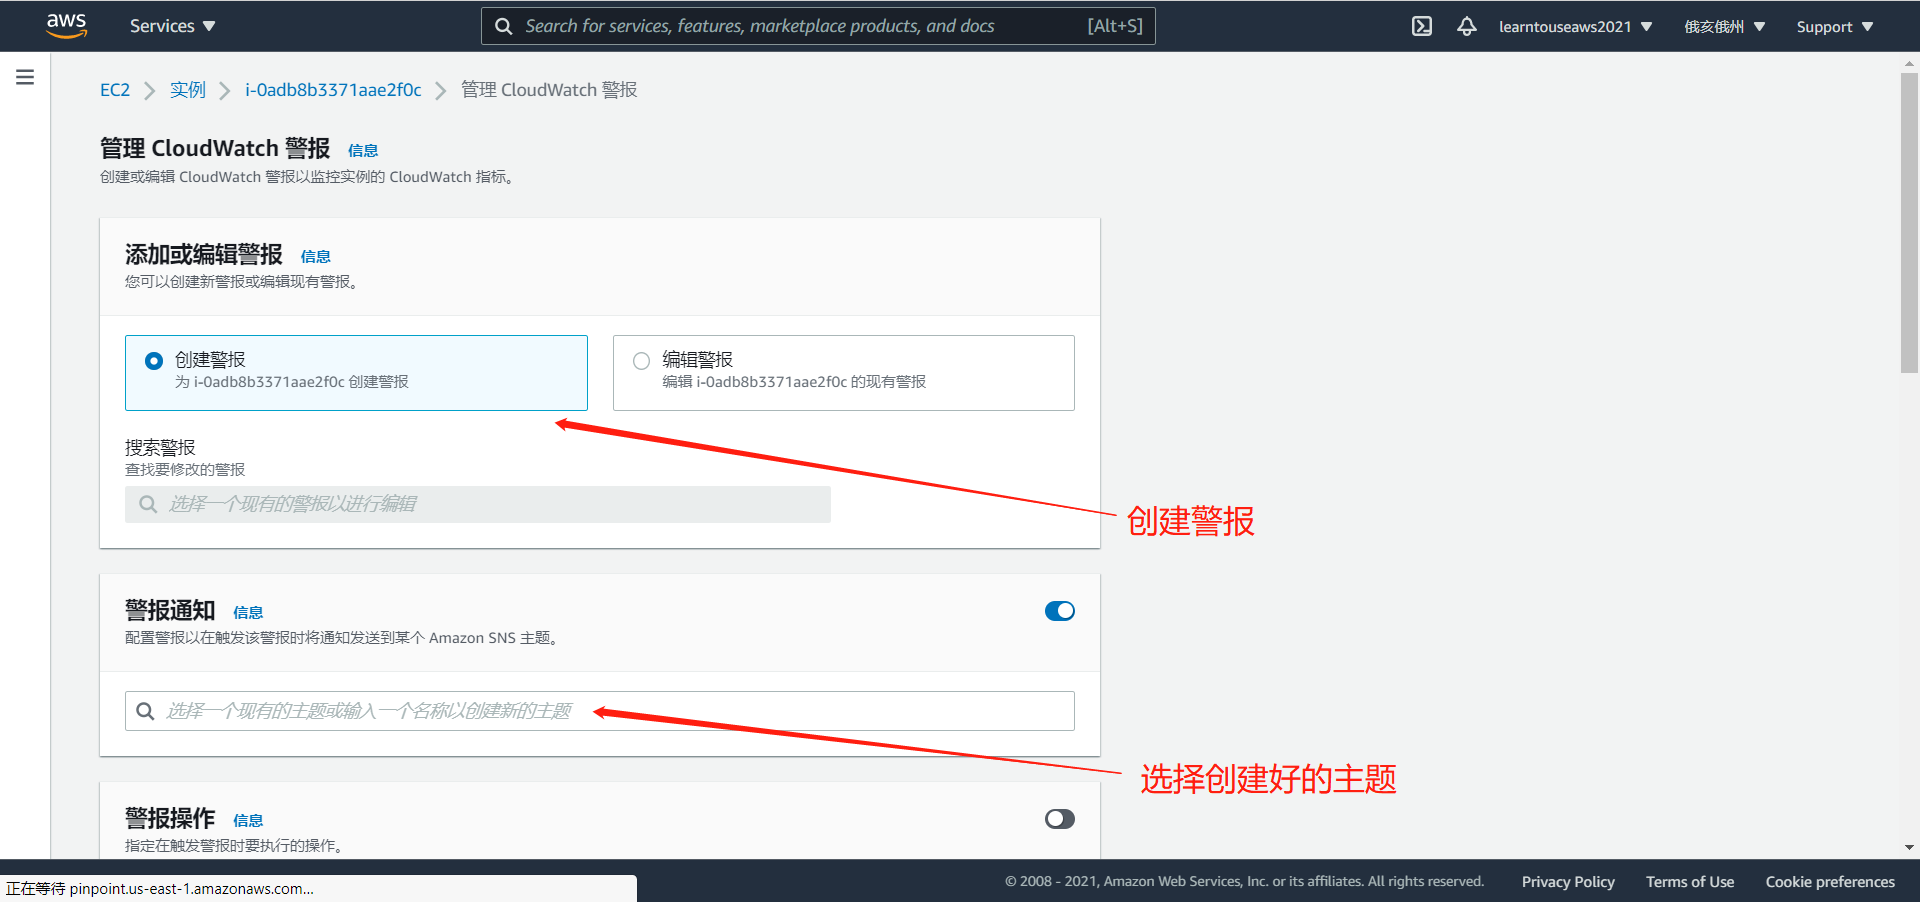 aws
Services
Search for services, features, marketplace products, and docs
[Alt+S]
learntouseaws2021
俄亥俄州
Support
EC2
实例
i-0adb8b3371aae2f0c
管理 CloudWatch 警报
管理 CloudWatch 警报 信息
创建或编辑 CloudWatch 警报以监控实例的 CloudWatch 指标。
添加或编辑警报 信息
您可以创建新警报或编辑现有警报。
创建警报
为 i-0adb8b3371aae2f0c 创建警报
编辑警报
编辑 i-0adb8b3371aae2f0c 的现有警报
搜索警报
查找要修改的警报
选择一个现有的警报以进行编辑
创建警报
警报通知 信息
配置警报以在触发该警报时将通知发送到某个 Amazon SNS 主题。
选择一个现有的主题或输入一个名称以创建新的主题
选择创建好的主题
警报操作 信息
指定在触发警报时要执行的操作。
正在等待 pinpoint.us-east-1.amazonaws.com...
© 2008 - 2021, Amazon Web Services, Inc. or its affiliates. All rights reserved.
Privacy Policy
Terms of Use
Cookie preferences